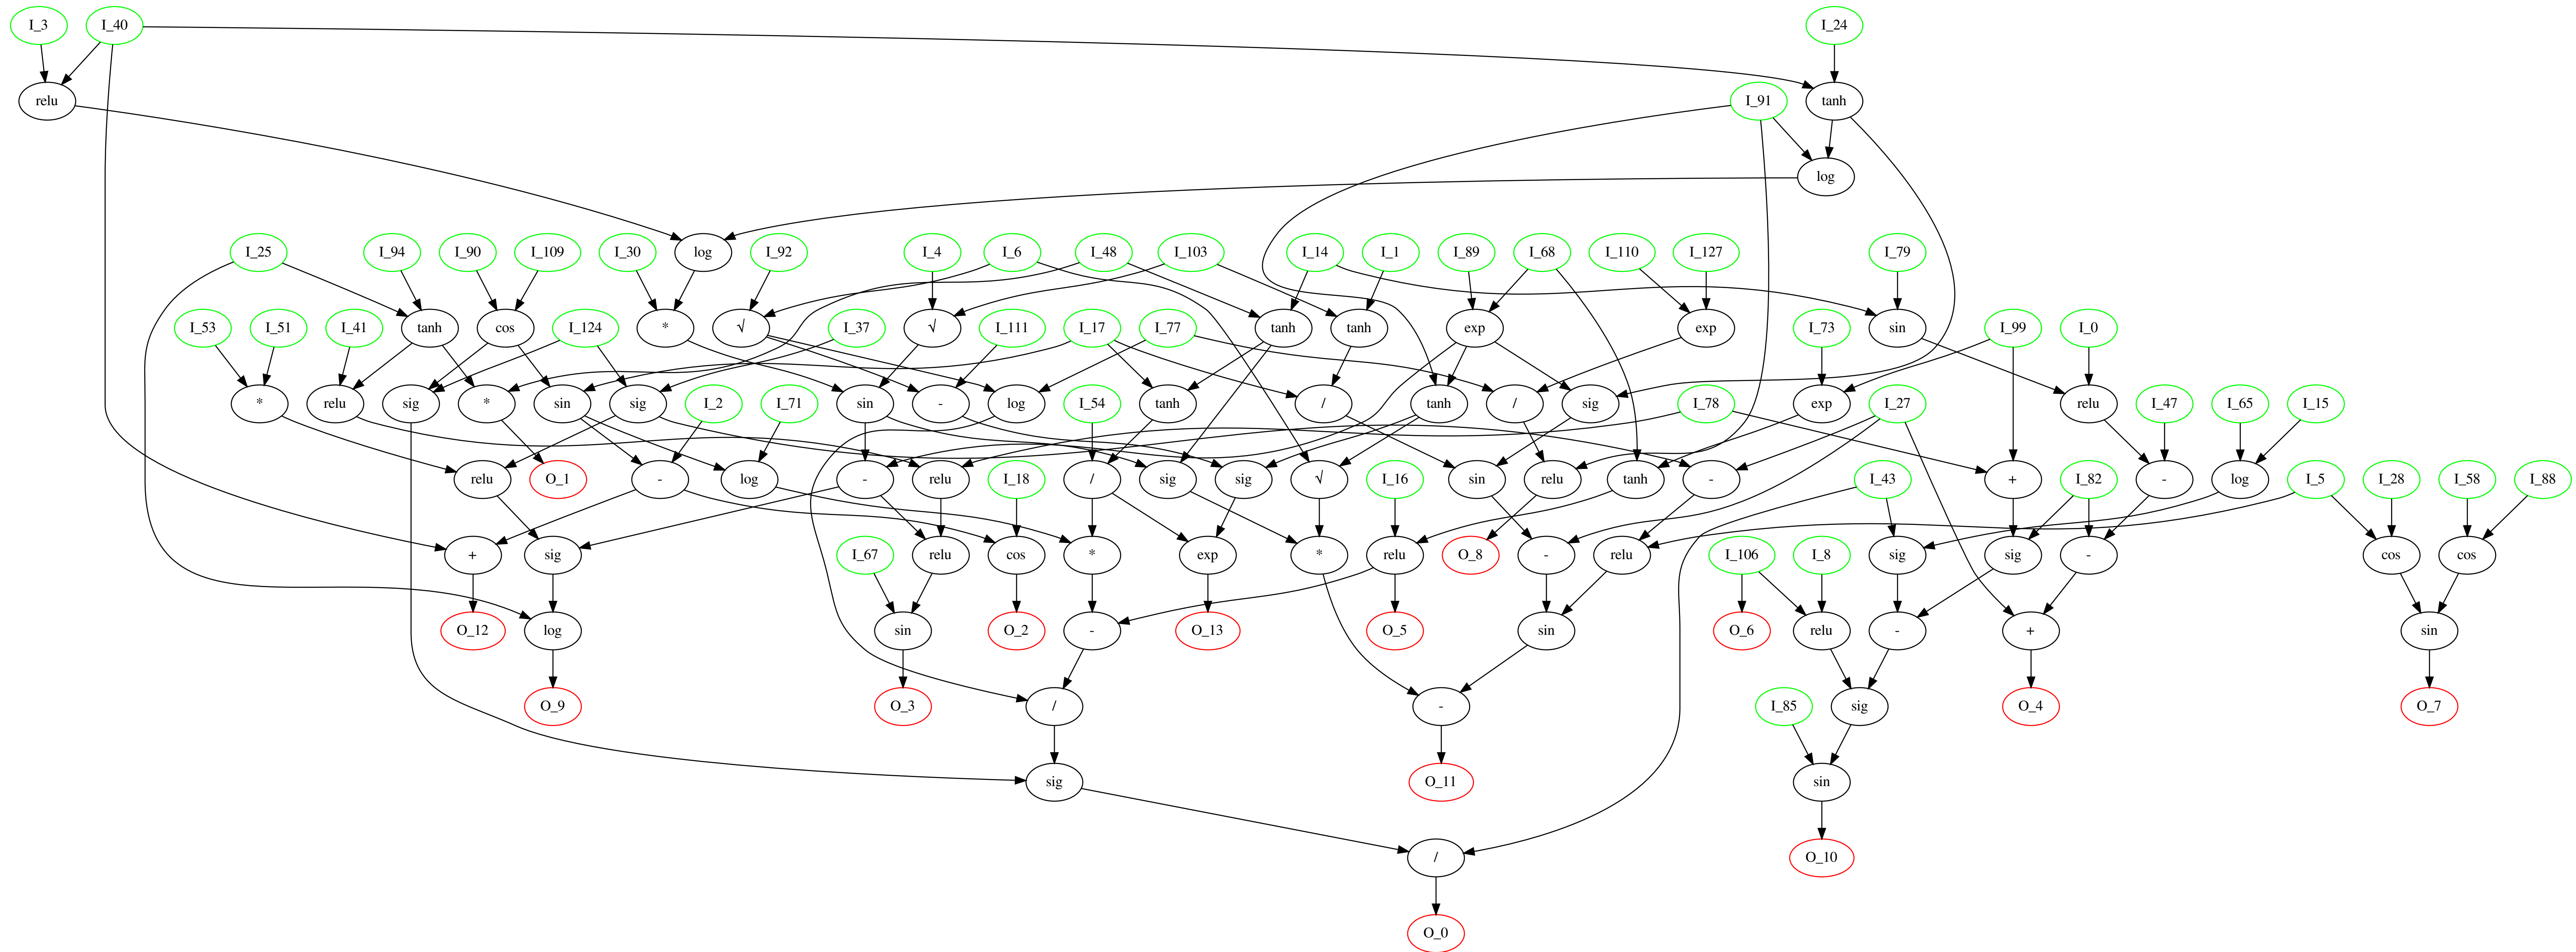 I_3 I_40 I_24
relu I_91 tanh
log
I_25 I_94 I_90 I_109 I_30 log I_92 I_4 I_6 I_48 I_103 I_14 I_1 I_89 I_68 I_110 I_127 I_79
I_53 I_51 I_41 tanh cos I_124 * √ I_37 √ I_111 I_17 I_77 tanh tanh exp exp I_73 sin I_99 I_0
* relu sig * sin sig I_2 I_71 sin - log I_54 tanh / tanh / sig I_78 exp I_27 relu I_47 I_65 I_15
relu O_1 - log - relu I_18 / sig sig √ I_16 sin relu tanh - I_43 + I_82 - log I_5 I_28 I_58 I_88
+ sig I_67 relu cos * exp * relu O_8 - relu I_106 I_8 sig sig - cos cos
O_12 log sin O_2 - O_13 O_5 sin O_6 relu - + sin
O_9 O_3 / - I_85 sig O_4 O_7
sig O_11 sin
/ O_10
O_0